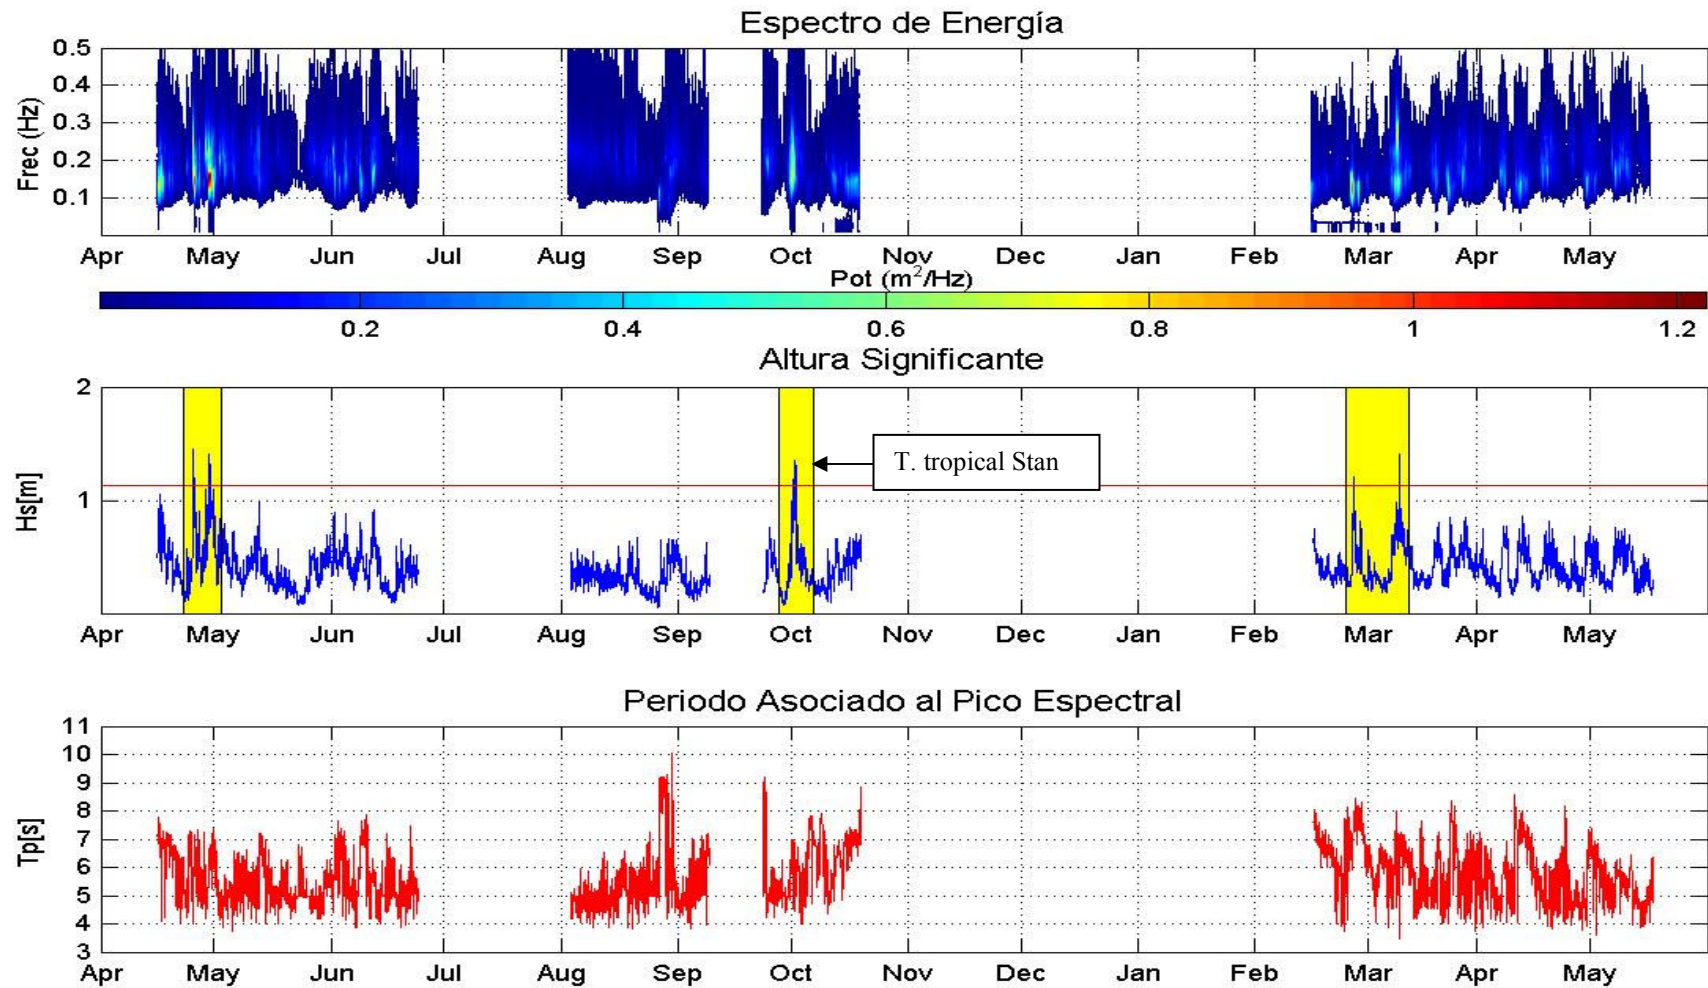 Espectro de Energía
0.5
0.4
0.3
0.2
0.1
Frec (Hz)
Apr May Jun Jul Aug Sep Oct Nov Dec Jan Feb Mar Apr May
Pot (m²/Hz)
0.2 0.4 0.6 0.8 1 1.2
Altura Significante
2
1
Hs[m]
T. tropical Stan
Apr May Jun Jul Aug Sep Oct Nov Dec Jan Feb Mar Apr May
Periodo Asociado al Pico Espectral
11
10
9
8
7
6
5
4
3
Tp[s]
Apr May Jun Jul Aug Sep Oct Nov Dec Jan Feb Mar Apr May